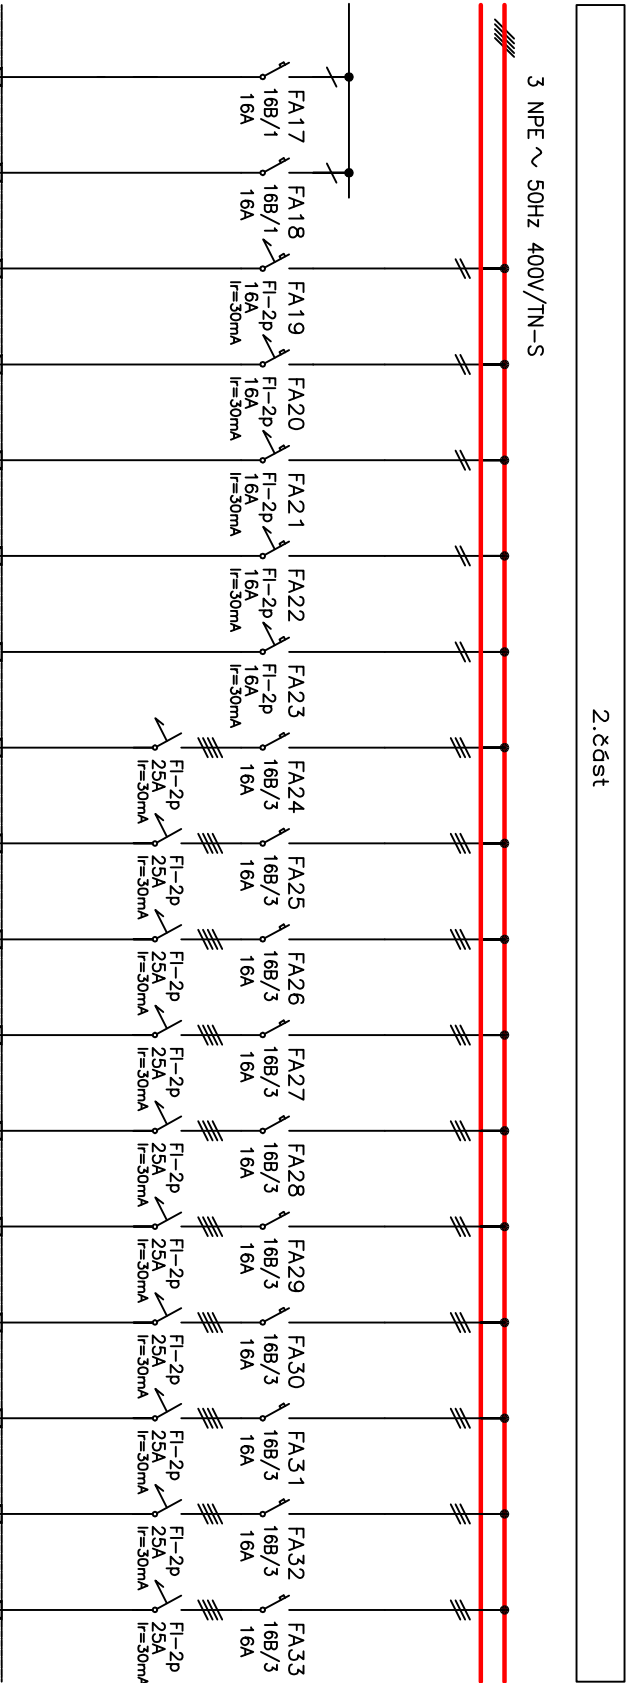 2.část
3 NPE ~ 50Hz 400V/TN-S
FA17
16B/1
16A
FA18
16B/1
16A
FA19
FI-2p
16A
Ir=30mA
FA20
FI-2p
16A
Ir=30mA
FA21
FI-2p
16A
Ir=30mA
FA22
FI-2p
16A
Ir=30mA
FA23
FI-2p
16A
Ir=30mA
FA24
16B/3
16A
FI-2p
25A
Ir=30mA
FA25
16B/3
16A
FI-2p
25A
Ir=30mA
FA26
16B/3
16A
FI-2p
25A
Ir=30mA
FA27
16B/3
16A
FI-2p
25A
Ir=30mA
FA28
16B/3
16A
FI-2p
25A
Ir=30mA
FA29
16B/3
16A
FI-2p
25A
Ir=30mA
FA30
16B/3
16A
FI-2p
25A
Ir=30mA
FA31
16B/3
16A
FI-2p
25A
Ir=30mA
FA32
16B/3
16A
FI-2p
25A
Ir=30mA
FA33
16B/3
16A
FI-2p
25A
Ir=30mA